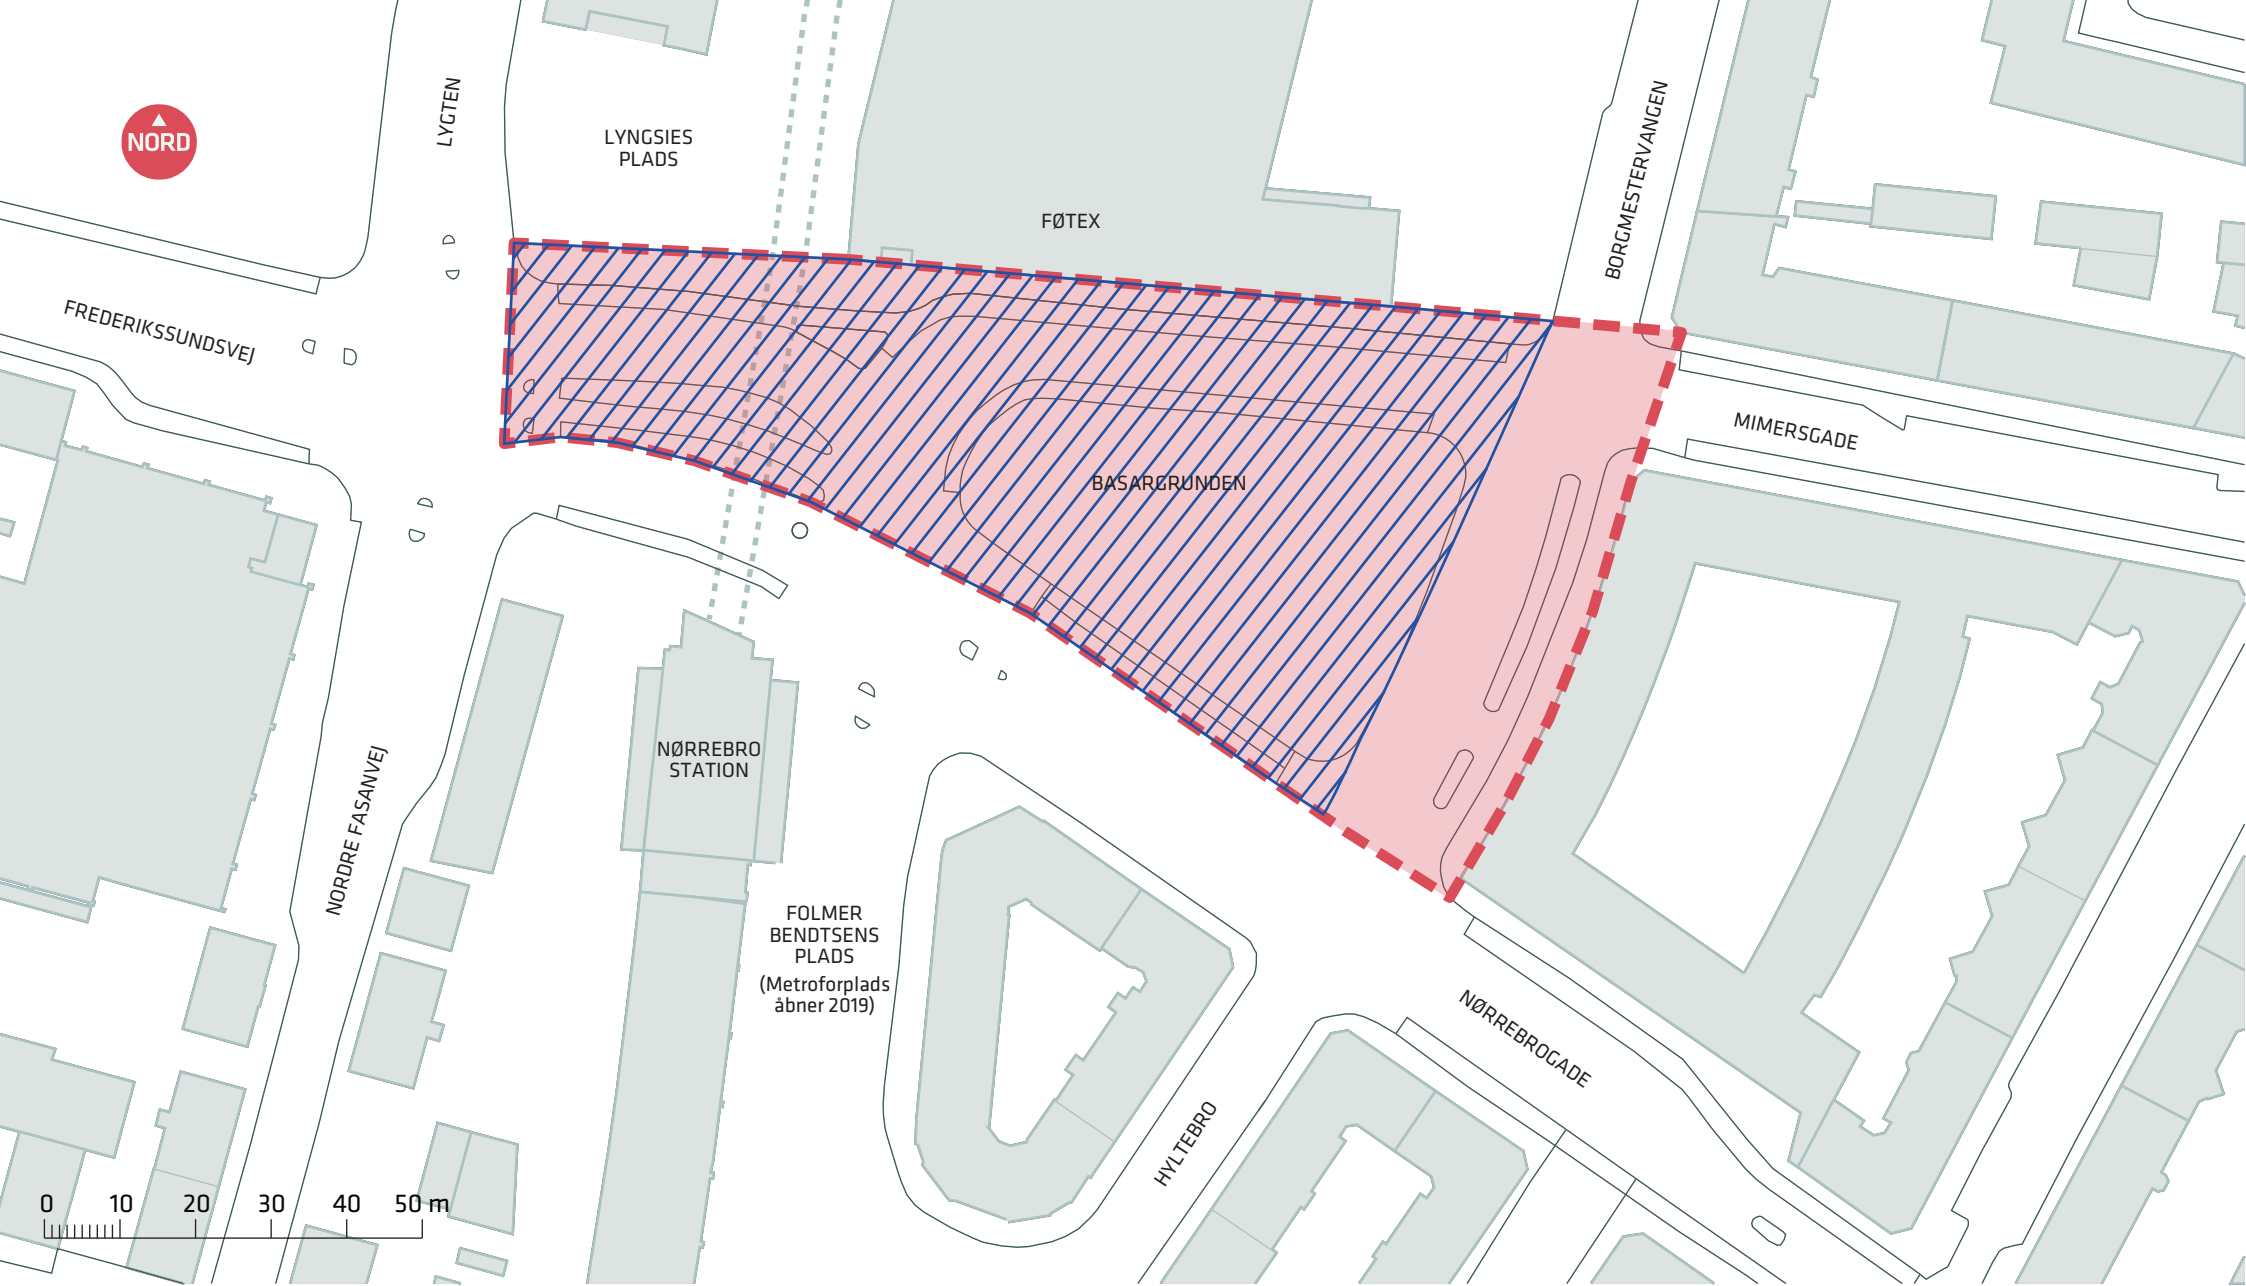 LYGTEN
NORD
LYNGSIES
PLADS
BORGMESTERVANGEN
FØTEX
FREDERIKSSUNDSVEJ
MIMERSGADE
BASARGRUNDEN
NØRREBRO
STATION
NORDRE FASANVEJ
FOLMER
BENDTSENS
PLADS
(Metroforplads
åbner 2019)
NØRREBROGADE
HYLTEBRO
0 10 20 30 40 50 m